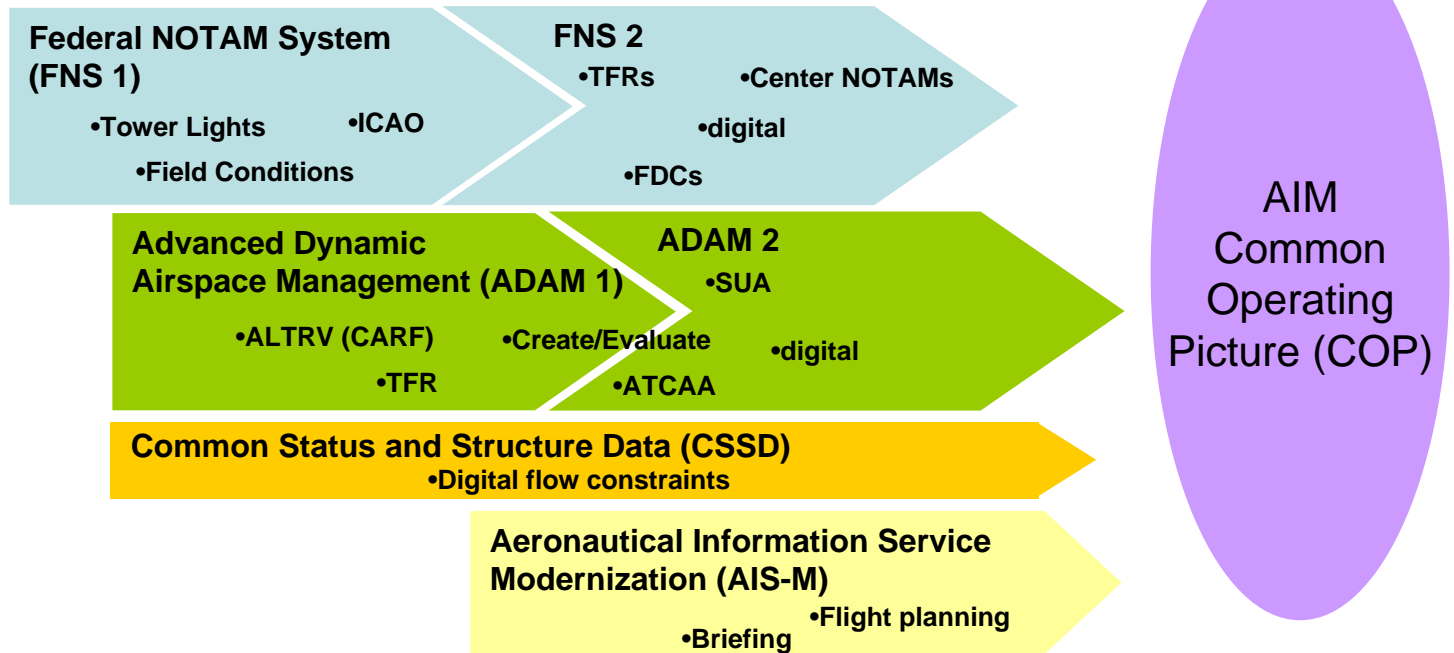 Federal NOTAM System
(FNS 1)
•Tower Lights
•ICAO
•Field Conditions
FNS 2
•TFRs
•Center NOTAMs
•digital
•FDCs
Advanced Dynamic
Airspace Management (ADAM 1)
•ALTRV (CARF)
•Create/Evaluate
•TFR
ADAM 2
•SUA
•digital
•ATCAA
Common Status and Structure Data (CSSD)
•Digital flow constraints
Aeronautical Information Service
Modernization (AIS-M)
•Flight planning
•Briefing
AIM
Common
Operating
Picture (COP)